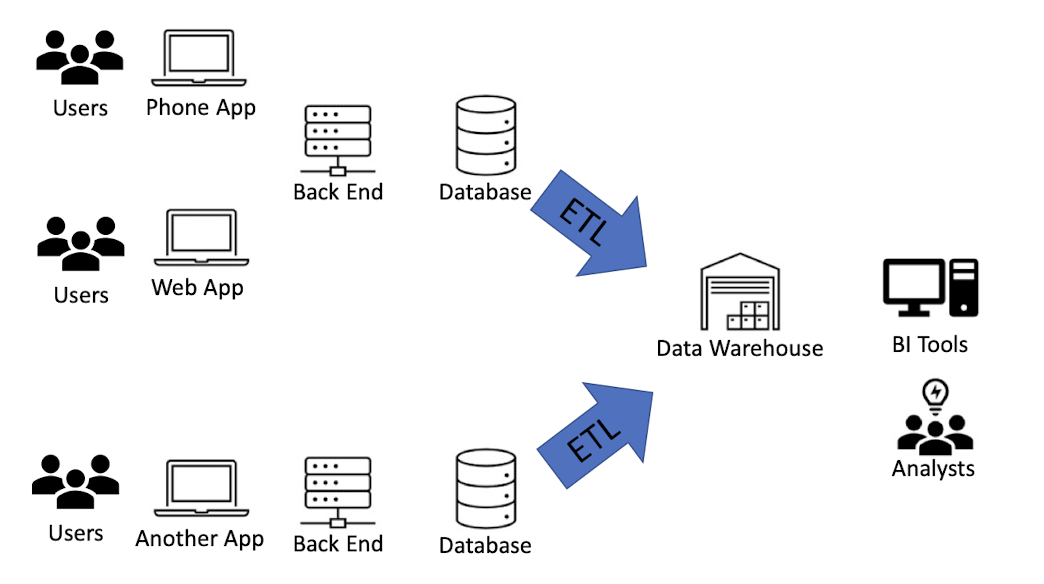 Users
Phone App
Back End
Database
ETL
Users
Web App
Data Warehouse
BI Tools
ETL
Analysts
Users
Another App
Back End
Database